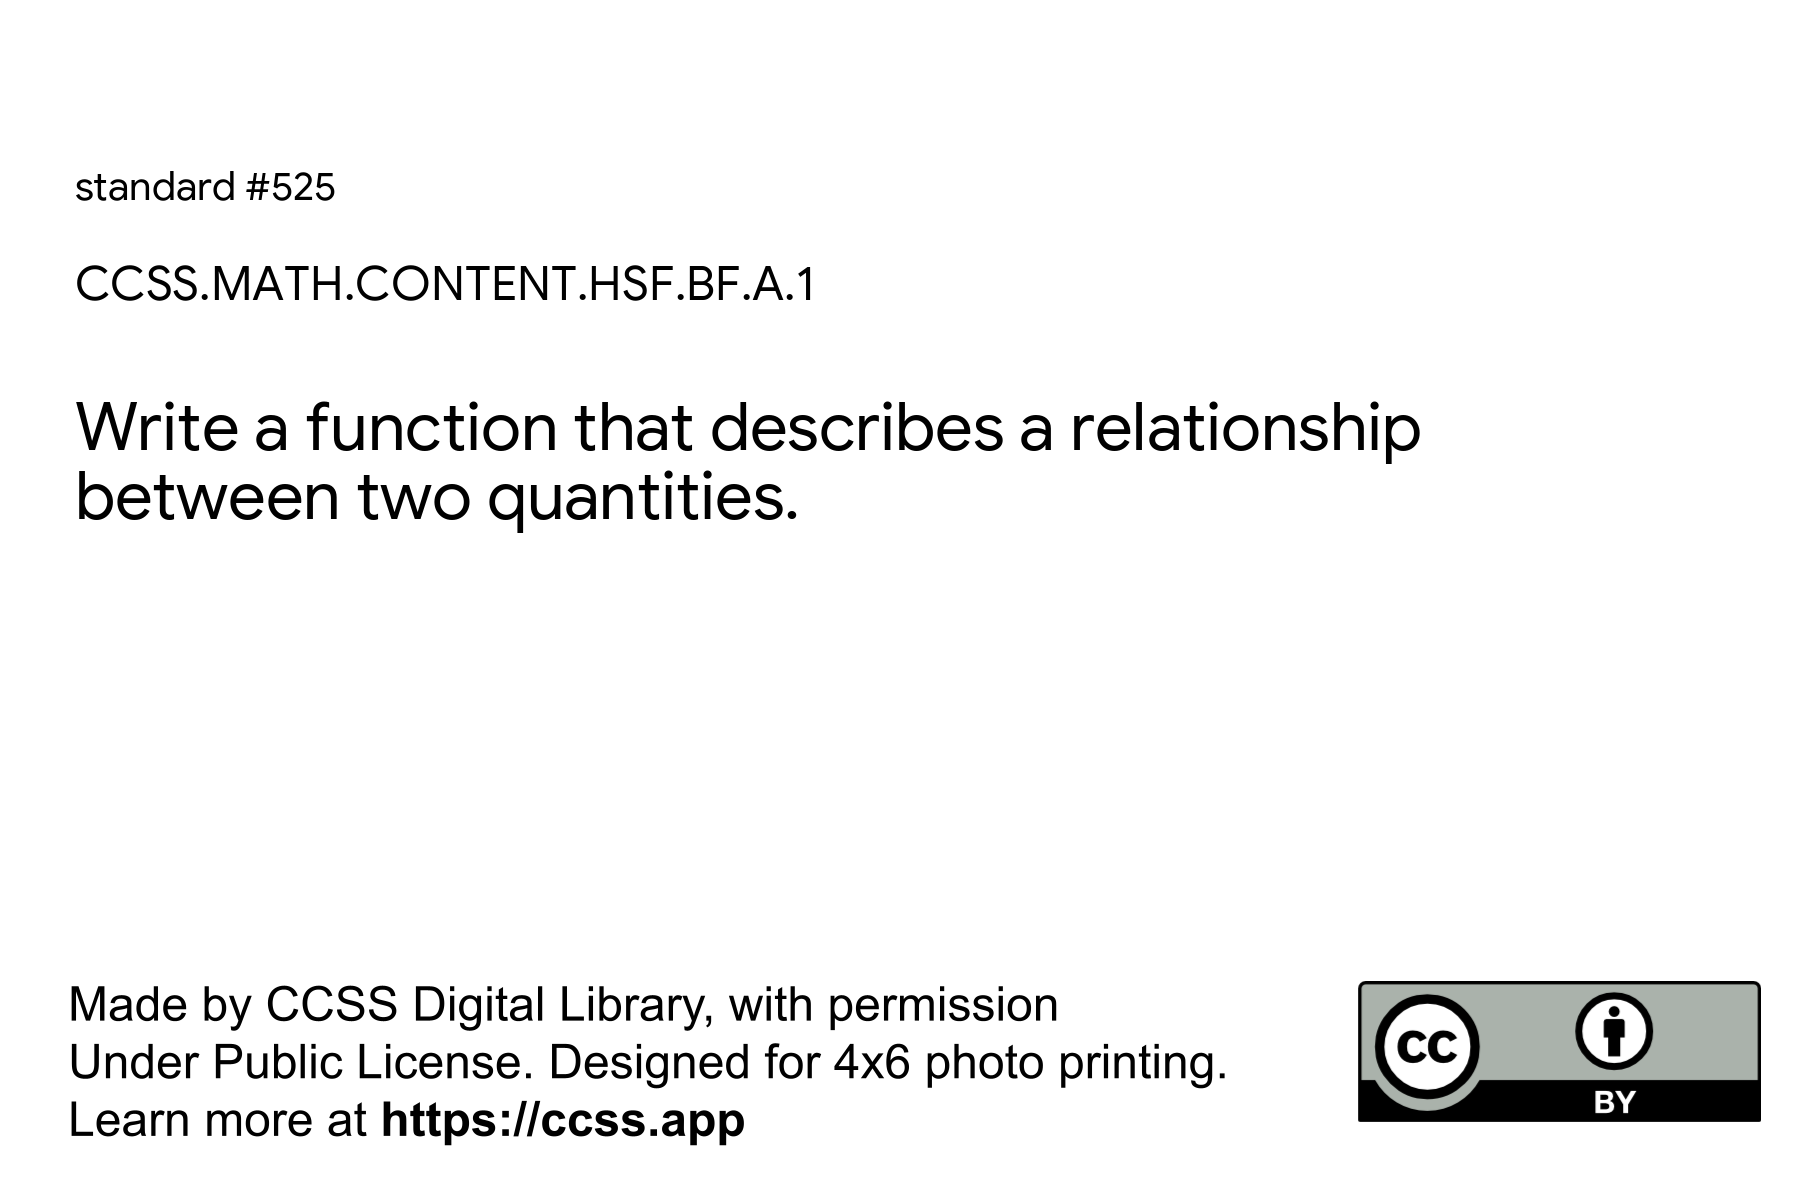 standard #525
CCSS.MATH.CONTENT.HSF.BF.A.1
Write a function that describes a relationship
between two quantities.
Made by CCSS Digital Library, with permission
Under Public License. Designed for 4x6 photo printing.
Learn more at https://ccss.app
CC
BY